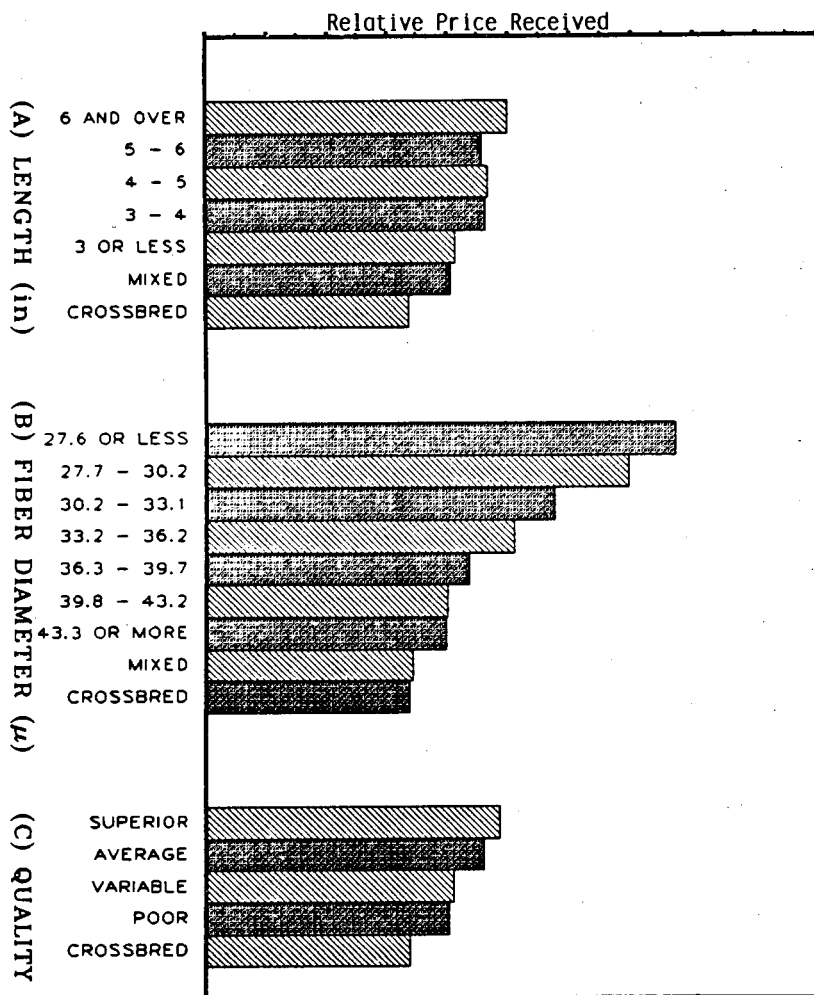 Relative Price Received
(A) LENGTH (in)
6 AND OVER
5 - 6
4 - 5
3 - 4
3 OR LESS
MIXED
CROSSBRED
(B) FIBER DIAMETER (μ)
27.6 OR LESS
27.7 - 30.2
30.2 - 33.1
33.2 - 36.2
36.3 - 39.7
39.8 - 43.2
43.3 OR MORE
MIXED
CROSSBRED
(C) QUALITY
SUPERIOR
AVERAGE
VARIABLE
POOR
CROSSBRED